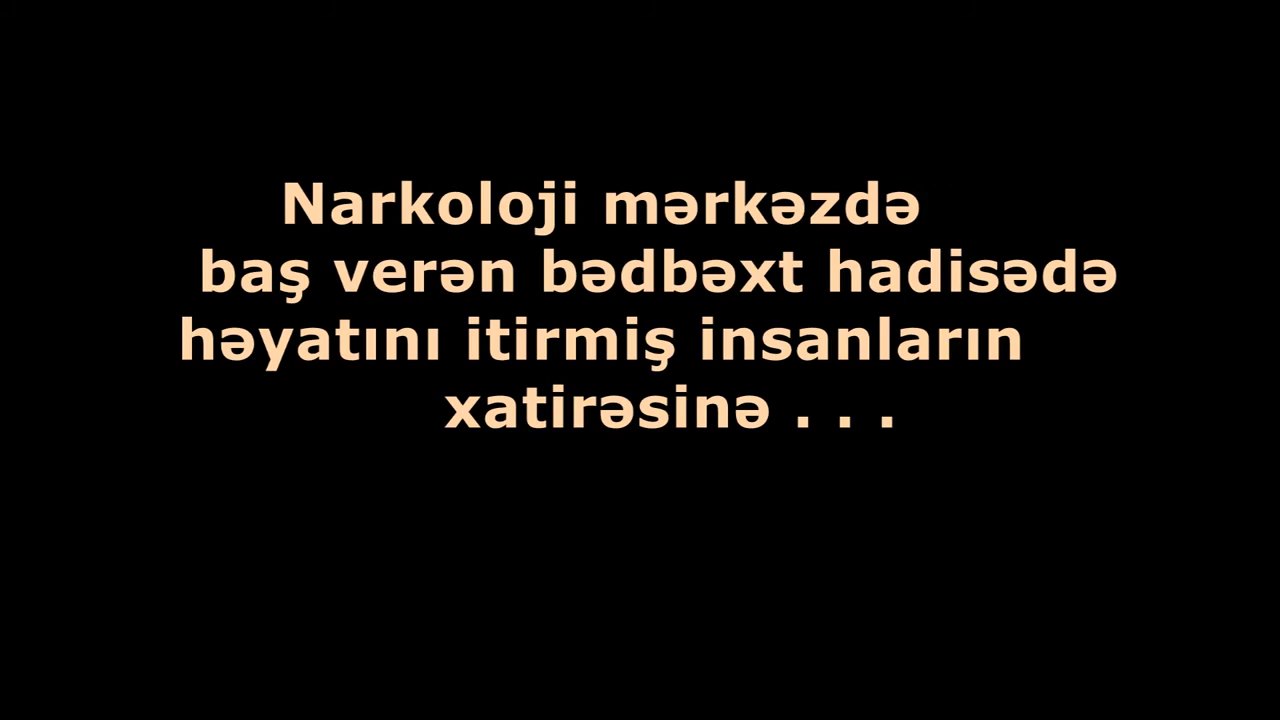 Narkoloji mərkəzdə
baş verən bədbəxt hadisədə
həyatını itirmiş insanların
xatirəsinə . . .